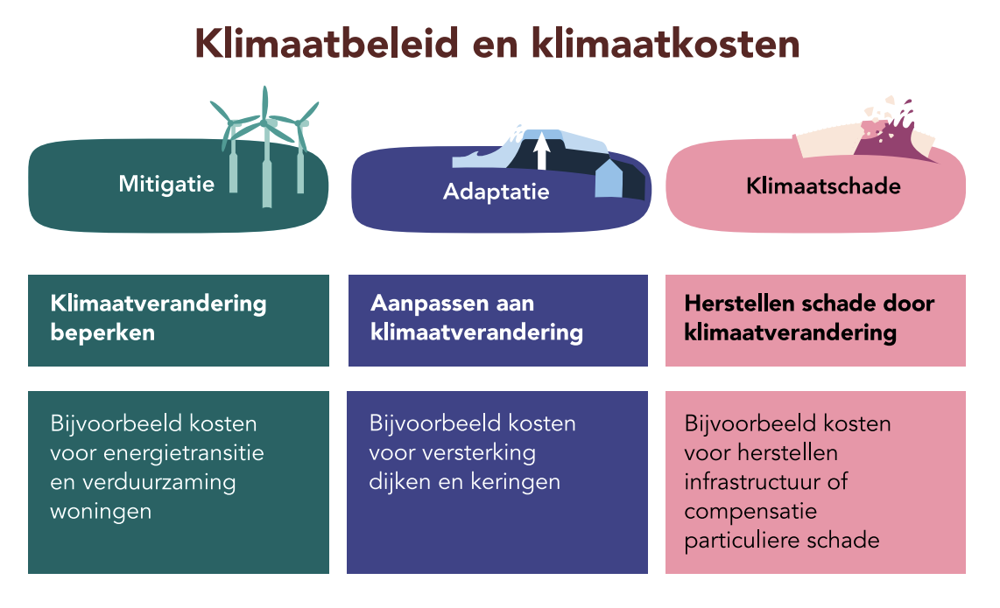 Klimaatbeleid en klimaatkosten
Mitigatie
Adaptatie
Klimaatschade
Klimaatverandering
beperken
Aanpassen aan
klimaatverandering
Herstellen schade door
klimaatverandering
Bijvoorbeeld kosten
voor energietransitie
en verduurzaming
woningen
Bijvoorbeeld kosten
voor versterking
dijken en keringen
Bijvoorbeeld kosten
voor herstellen
infrastructuur of
compensatie
particuliere schade